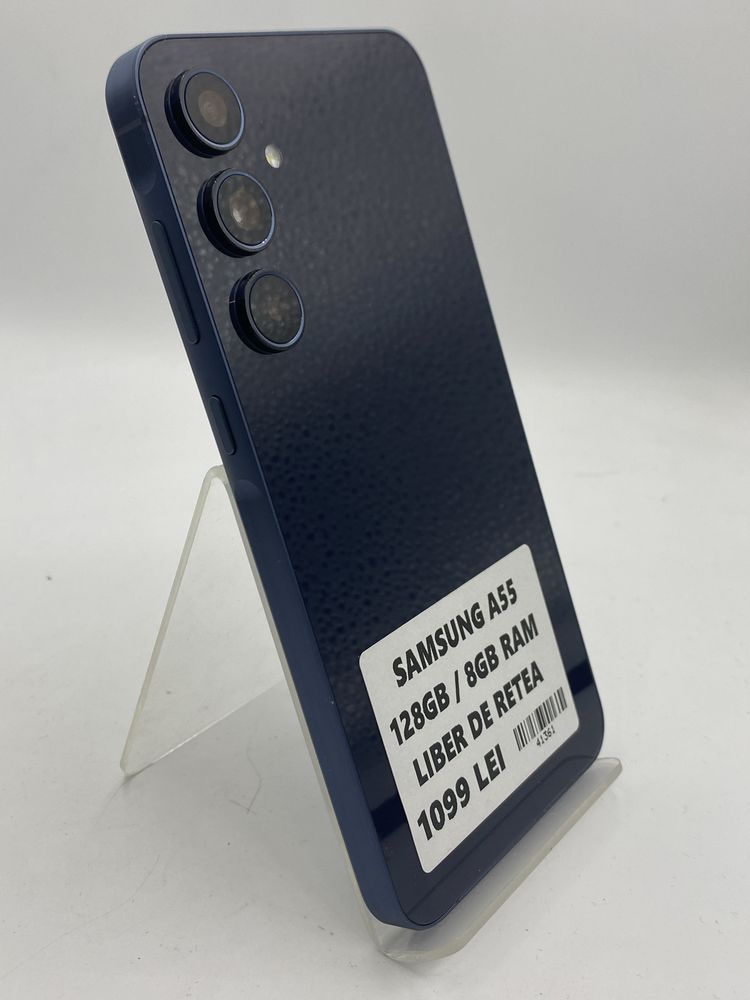 SAMSUNG A55
128GB / 8GB RAM
LIBER DE RETEA
1099 LEI
41361